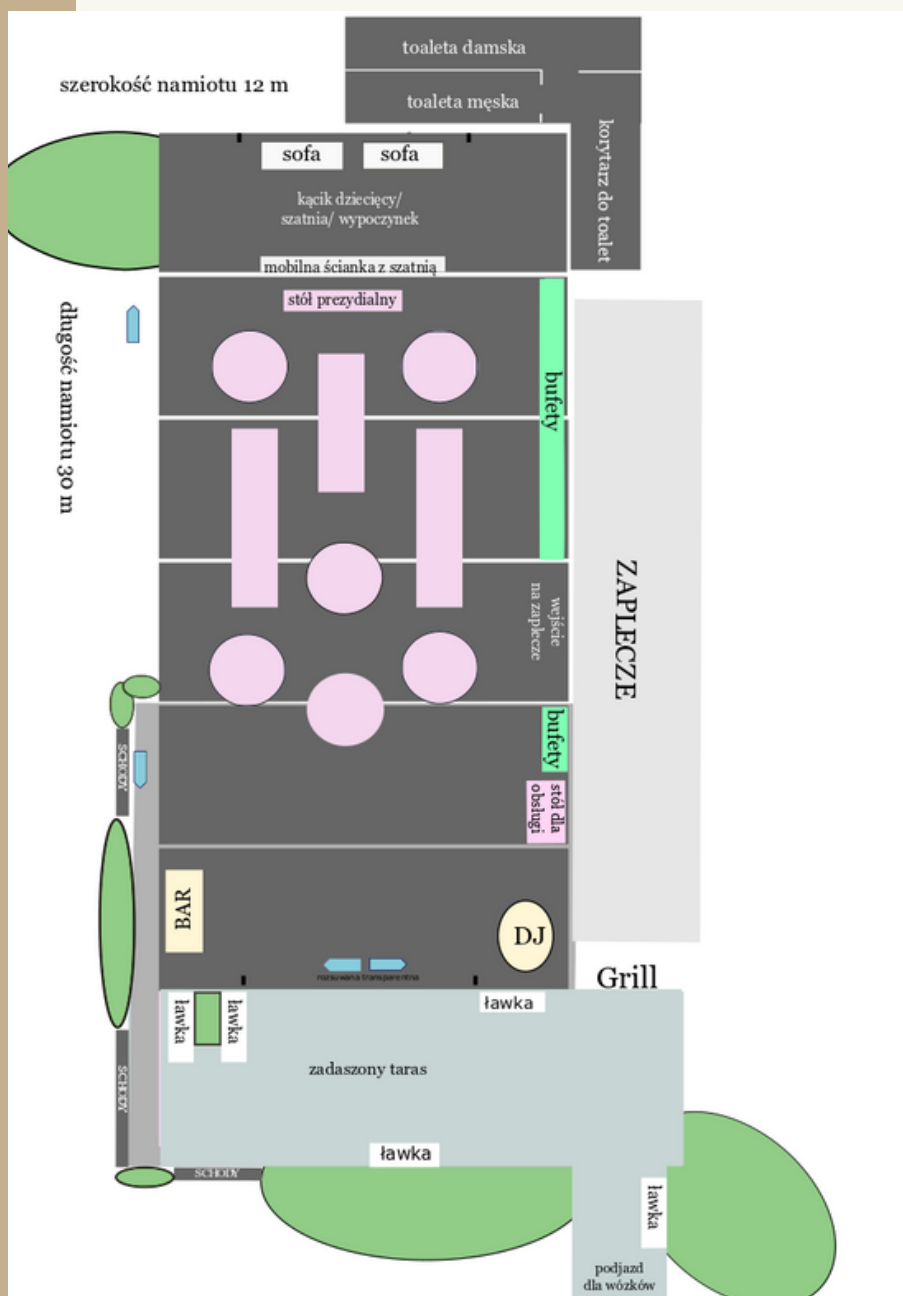 toaleta damska
szerokość namiotu 12 m
toaleta męska
korytarz do toalet
sofa
sofa
kącik dziecięcy/
szatnia/ wypoczynek
mobilna ścianka z szatnią
stół prezydialny
długość namiotu 30 m
bufety
ZAPLECZE
wejście
na zaplecze
bufety
SCHODY
stół dla
obsługi
BAR
DJ
rozsuwana transparentna
Grill
ławka
ławka
ławka
zadaszony taras
SCHODY
ławka
SCHODY
ławka
podjazd
dla wózków